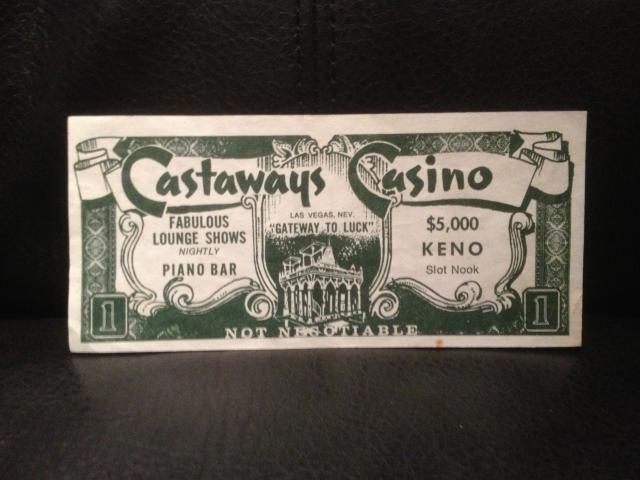 Castaways Casino
FABULOUS
LOUNGE SHOWS
NIGHTLY
PIANO BAR
LAS VEGAS, NEV.
"GATEWAY TO LUCK"
$5,000
KENO
Slot Nook
1
1
NOT NEGOTIABLE